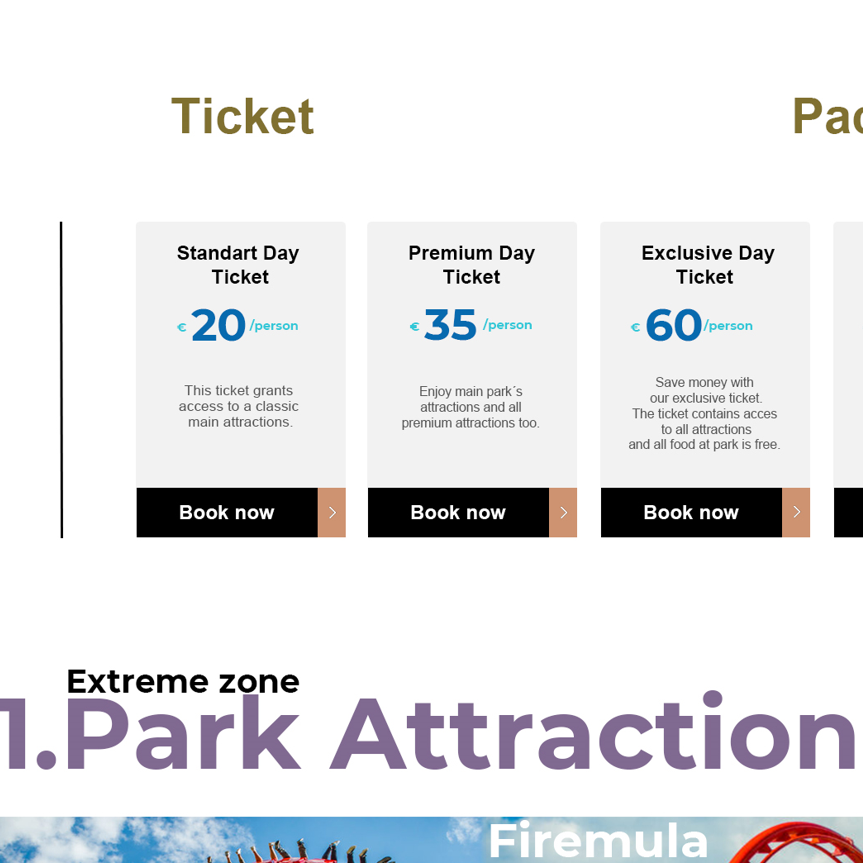 Ticket
Standart Day
Ticket
€ 20 /person
This ticket grants
access to a classic
main attractions.
Book now
Premium Day
Ticket
€ 35 /person
Enjoy main park´s
attractions and all
premium attractions too.
Book now
Exclusive Day
Ticket
€ 60 /person
Save money with
our exclusive ticket.
The ticket contains acces
to all attractions
and all food at park is free.
Book now
Extreme zone
1.Park Attraction
Firemula